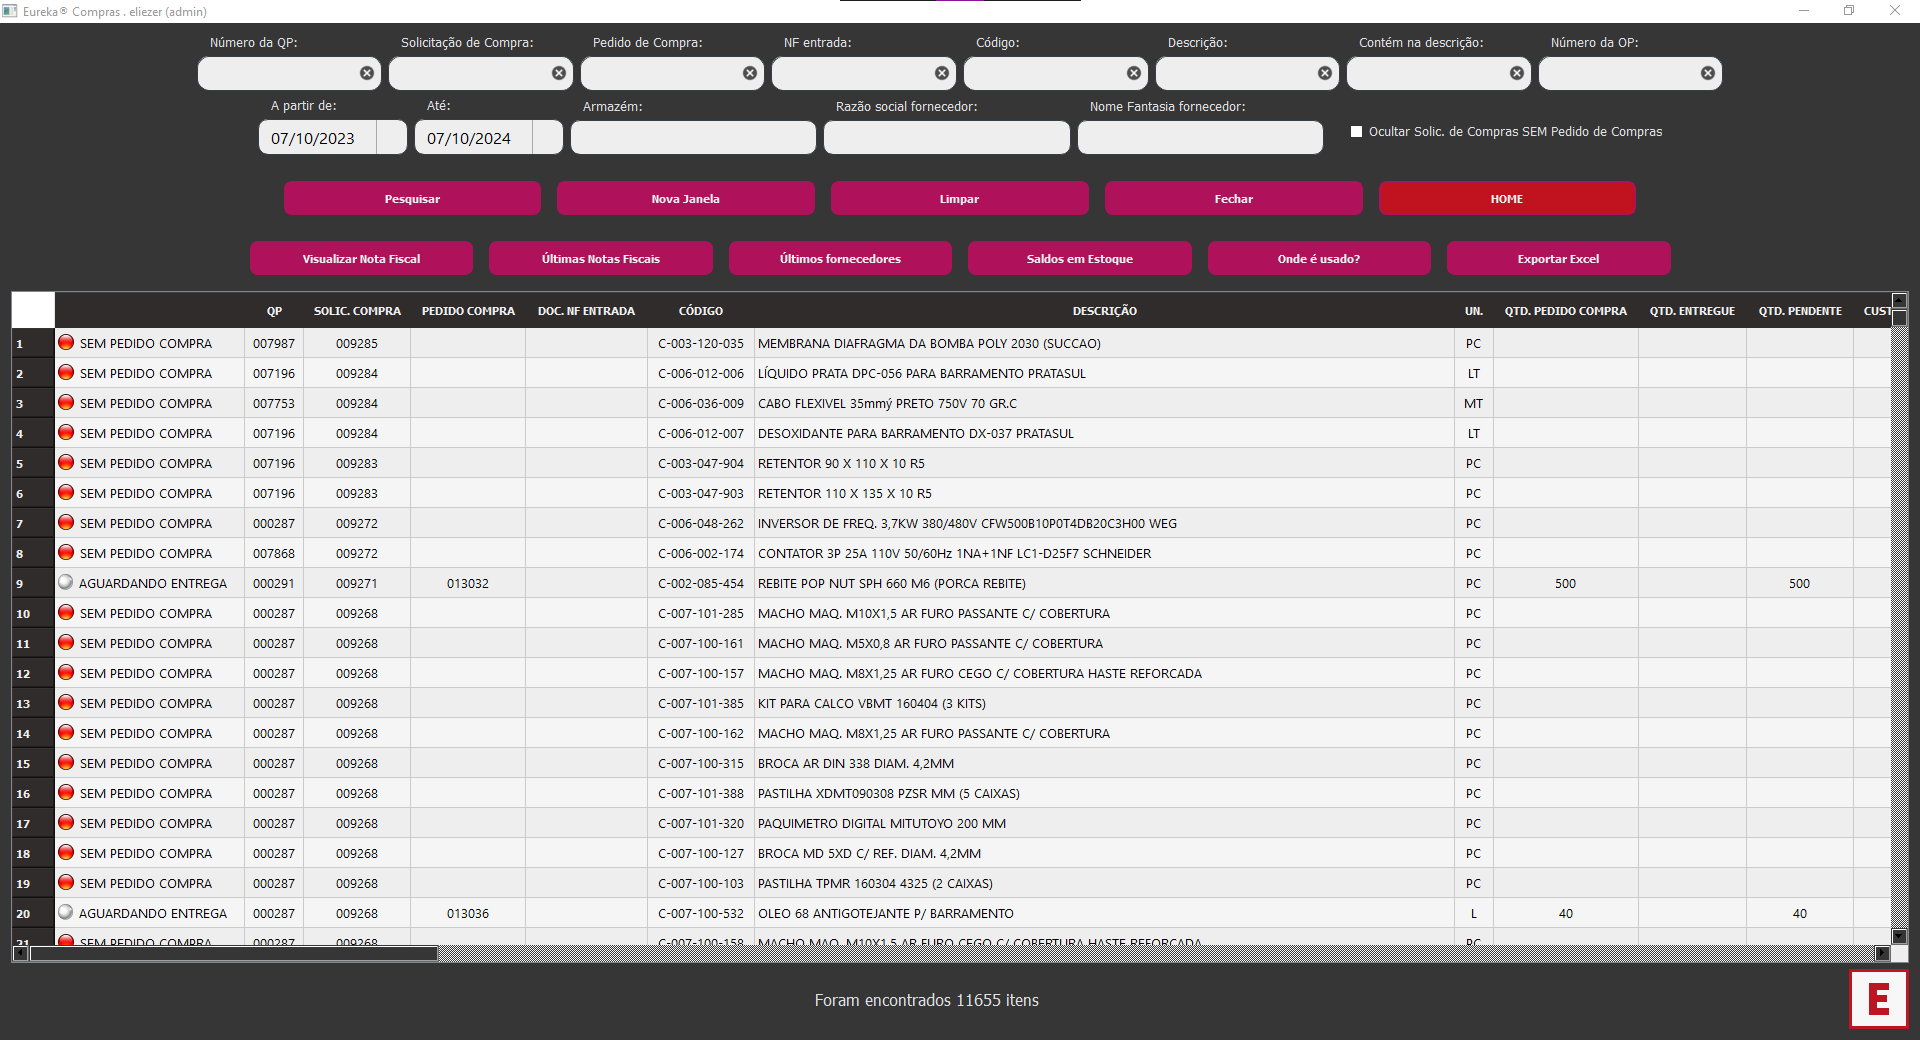 Eureka® Compras . eliezer (admin)
Número da QP: Solicitação de Compra: Pedido de Compra: NF entrada: Código: Descrição: Contém na descrição: Número da OP:
A partir de: Até: Armazém: Razão social fornecedor: Nome Fantasia fornecedor:
07/10/2023 07/10/2024 Ocultar Solic. de Compras SEM Pedido de Compras
Pesquisar Nova Janela Limpar Fechar HOME
Visualizar Nota Fiscal Últimas Notas Fiscais Últimos fornecedores Saldos em Estoque Onde é usado? Exportar Excel
QP SOLIC. COMPRA PEDIDO COMPRA DOC. NF ENTRADA CÓDIGO DESCRIÇÃO UN. QTD. PEDIDO COMPRA QTD. ENTREGUE QTD. PENDENTE CUST
1 SEM PEDIDO COMPRA 007987 009285 C-003-120-035 MEMBRANA DIAFRAGMA DA BOMBA POLY 2030 (SUCCAO) PC
2 SEM PEDIDO COMPRA 007196 009284 C-006-012-006 LÍQUIDO PRATA DPC-056 PARA BARRAMENTO PRATASUL LT
3 SEM PEDIDO COMPRA 007753 009284 C-006-036-009 CABO FLEXIVEL 35mmý PRETO 750V 70 GR.C MT
4 SEM PEDIDO COMPRA 007196 009284 C-006-012-007 DESOXIDANTE PARA BARRAMENTO DX-037 PRATASUL LT
5 SEM PEDIDO COMPRA 007196 009283 C-003-047-904 RETENTOR 90 X 110 X 10 R5 PC
6 SEM PEDIDO COMPRA 007196 009283 C-003-047-903 RETENTOR 110 X 135 X 10 R5 PC
7 SEM PEDIDO COMPRA 000287 009272 C-006-048-262 INVERSOR DE FREQ. 3,7KW 380/480V CFW500B10P0T4DB20C3H00 WEG PC
8 SEM PEDIDO COMPRA 007868 009272 C-006-002-174 CONTATOR 3P 25A 110V 50/60Hz 1NA+1NF LC1-D25F7 SCHNEIDER PC
9 AGUARDANDO ENTREGA 000291 009271 013032 C-002-085-454 REBITE POP NUT SPH 660 M6 (PORCA REBITE) PC 500 500
10 SEM PEDIDO COMPRA 000287 009268 C-007-101-285 MACHO MAQ. M10X1,5 AR FURO PASSANTE C/ COBERTURA PC
11 SEM PEDIDO COMPRA 000287 009268 C-007-100-161 MACHO MAQ. M5X0,8 AR FURO PASSANTE C/ COBERTURA PC
12 SEM PEDIDO COMPRA 000287 009268 C-007-100-157 MACHO MAQ. M8X1,25 AR FURO CEGO C/ COBERTURA HASTE REFORCADA PC
13 SEM PEDIDO COMPRA 000287 009268 C-007-101-385 KIT PARA CALCO VBMT 160404 (3 KITS) PC
14 SEM PEDIDO COMPRA 000287 009268 C-007-100-162 MACHO MAQ. M8X1,25 AR FURO PASSANTE C/ COBERTURA PC
15 SEM PEDIDO COMPRA 000287 009268 C-007-100-315 BROCA AR DIN 338 DIAM. 4,2MM PC
16 SEM PEDIDO COMPRA 000287 009268 C-007-101-388 PASTILHA XDMT090308 PZSR MM (5 CAIXAS) PC
17 SEM PEDIDO COMPRA 000287 009268 C-007-101-320 PAQUIMETRO DIGITAL MITUTOYO 200 MM PC
18 SEM PEDIDO COMPRA 000287 009268 C-007-100-127 BROCA MD 5XD C/ REF. DIAM. 4,2MM PC
19 SEM PEDIDO COMPRA 000287 009268 C-007-100-103 PASTILHA TPMR 160304 4325 (2 CAIXAS) PC
20 AGUARDANDO ENTREGA 000287 009268 013036 C-007-100-532 OLEO 68 ANTIGOTEJANTE P/ BARRAMENTO L 40 40
21 SEM PEDIDO COMPRA 000287 009268 C-007-100-158 MACHO MAQ. M10X1,5 AR FURO CEGO C/ COBERTURA HASTE REFORCADA PC
Foram encontrados 11655 itens
E